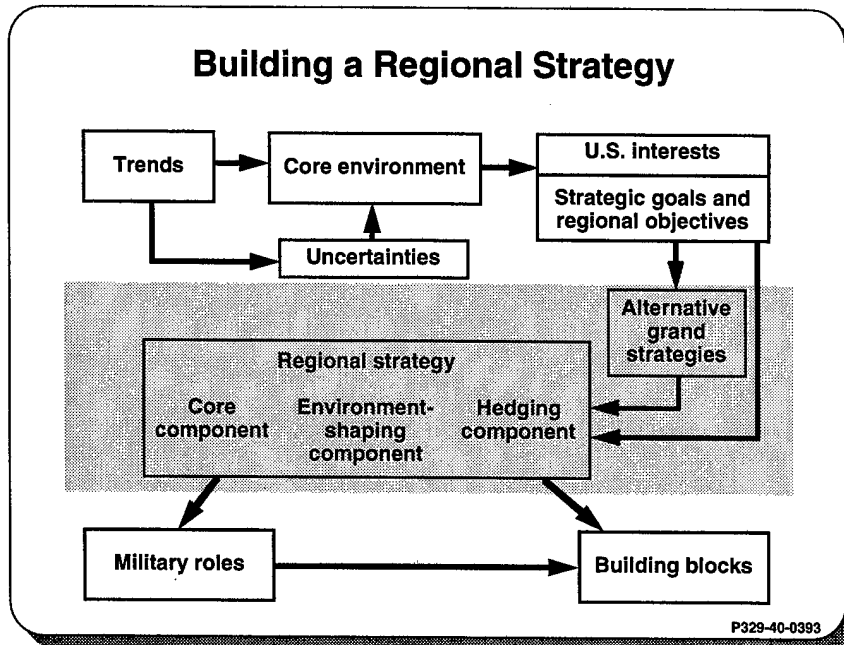 Building a Regional Strategy
Trends
Core environment
U.S. interests
Strategic goals and
regional objectives
Uncertainties
Alternative
grand
strategies
Regional strategy
Core
component
Environment-
shaping
component
Hedging
component
Military roles
Building blocks
P329-40-0393